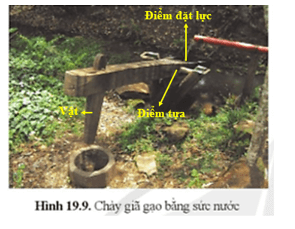 Điểm đặt lực
Vật
Điểm tựa
Hình 19.9. Chày giã gạo bằng sức nước